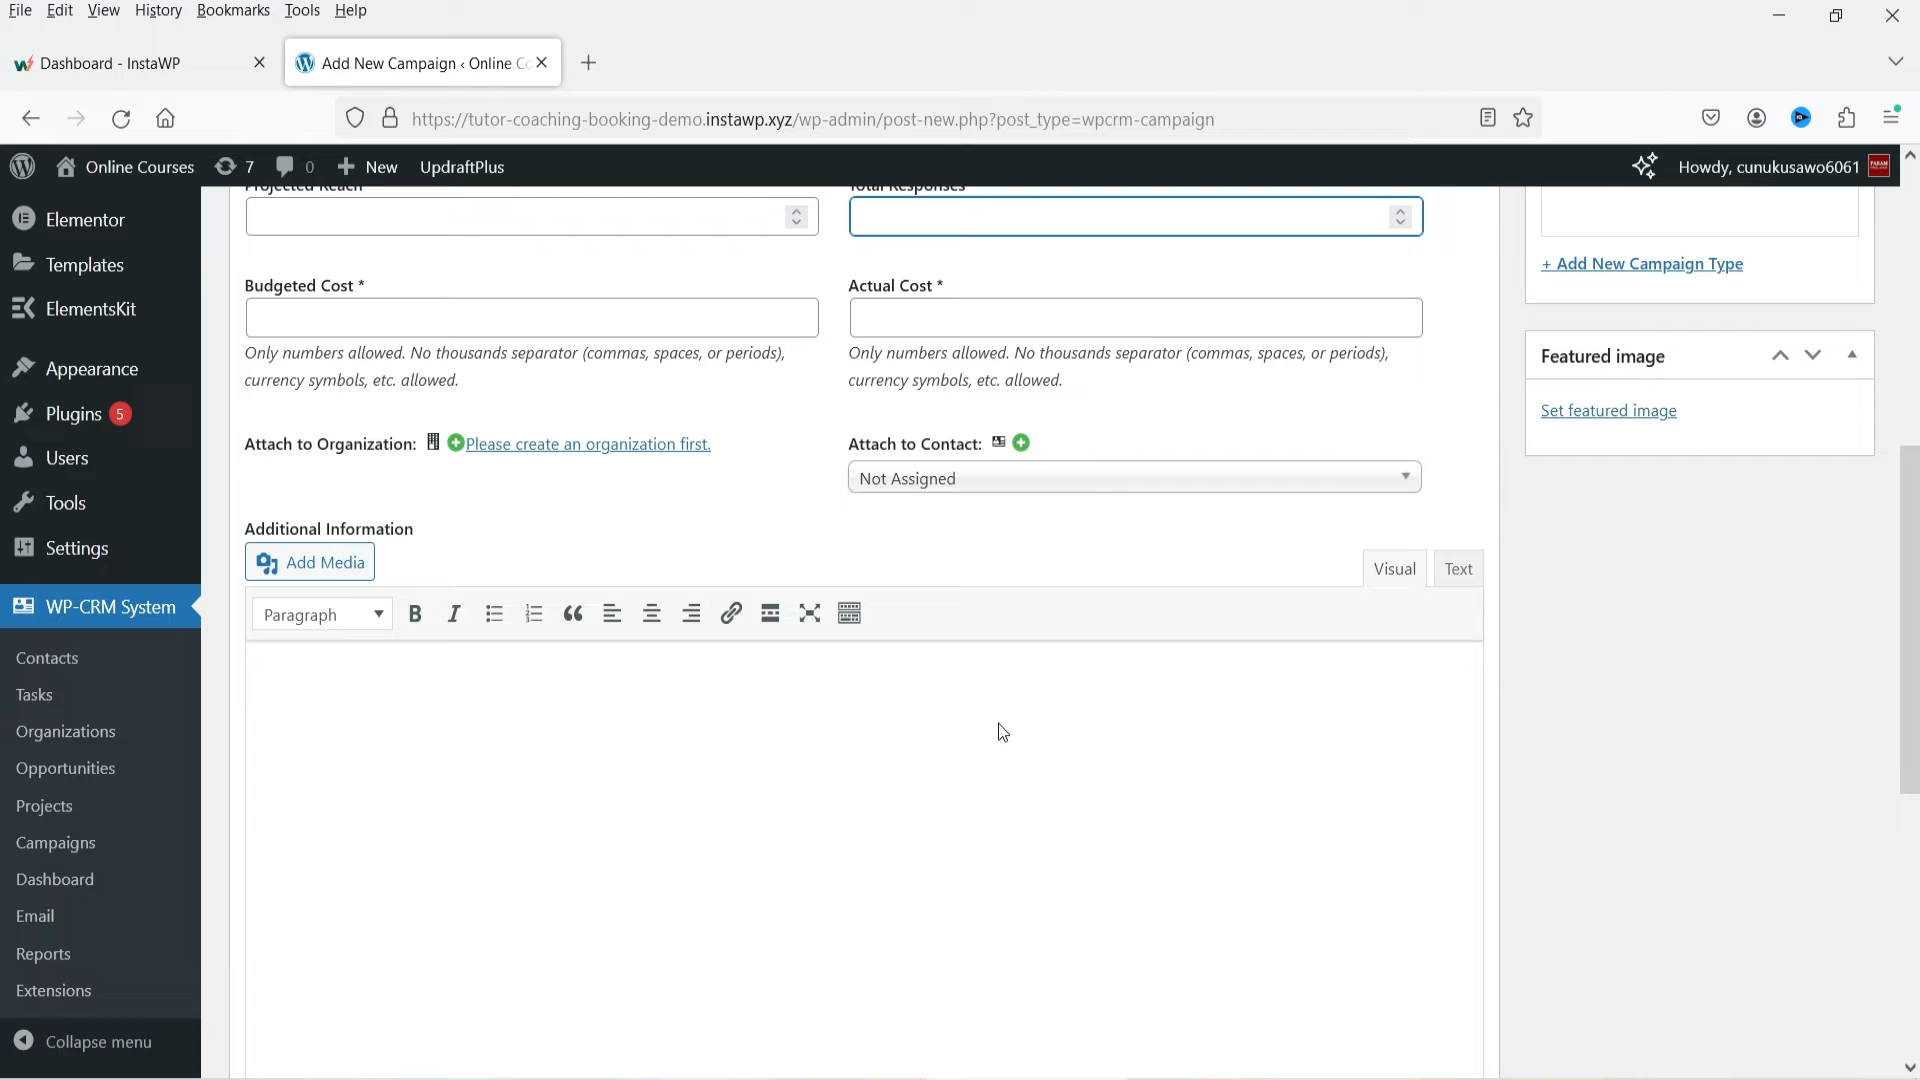 File Edit View History Bookmarks Tools Help
Dashboard - InstaWP
Add New Campaign ‹ Online Co
https://tutor-coaching-booking-demo.instawp.xyz/wp-admin/post-new.php?post_type=wpcrm-campaign
Online Courses 7 0 New UpdraftPlus
Howdy, cunukusawo6061
Elementor
Templates
ElementsKit
Appearance
Plugins 5
Users
Tools
Settings
WP-CRM System
Contacts
Tasks
Organizations
Opportunities
Projects
Campaigns
Dashboard
Email
Reports
Extensions
Collapse menu
Projected Reach
Total Responses
Budgeted Cost *
Actual Cost *
Only numbers allowed. No thousands separator (commas, spaces, or periods),
currency symbols, etc. allowed.
Only numbers allowed. No thousands separator (commas, spaces, or periods),
currency symbols, etc. allowed.
Attach to Organization: Please create an organization first.
Attach to Contact:
Not Assigned
Additional Information
Add Media
Visual Text
Paragraph
+ Add New Campaign Type
Featured image
Set featured image